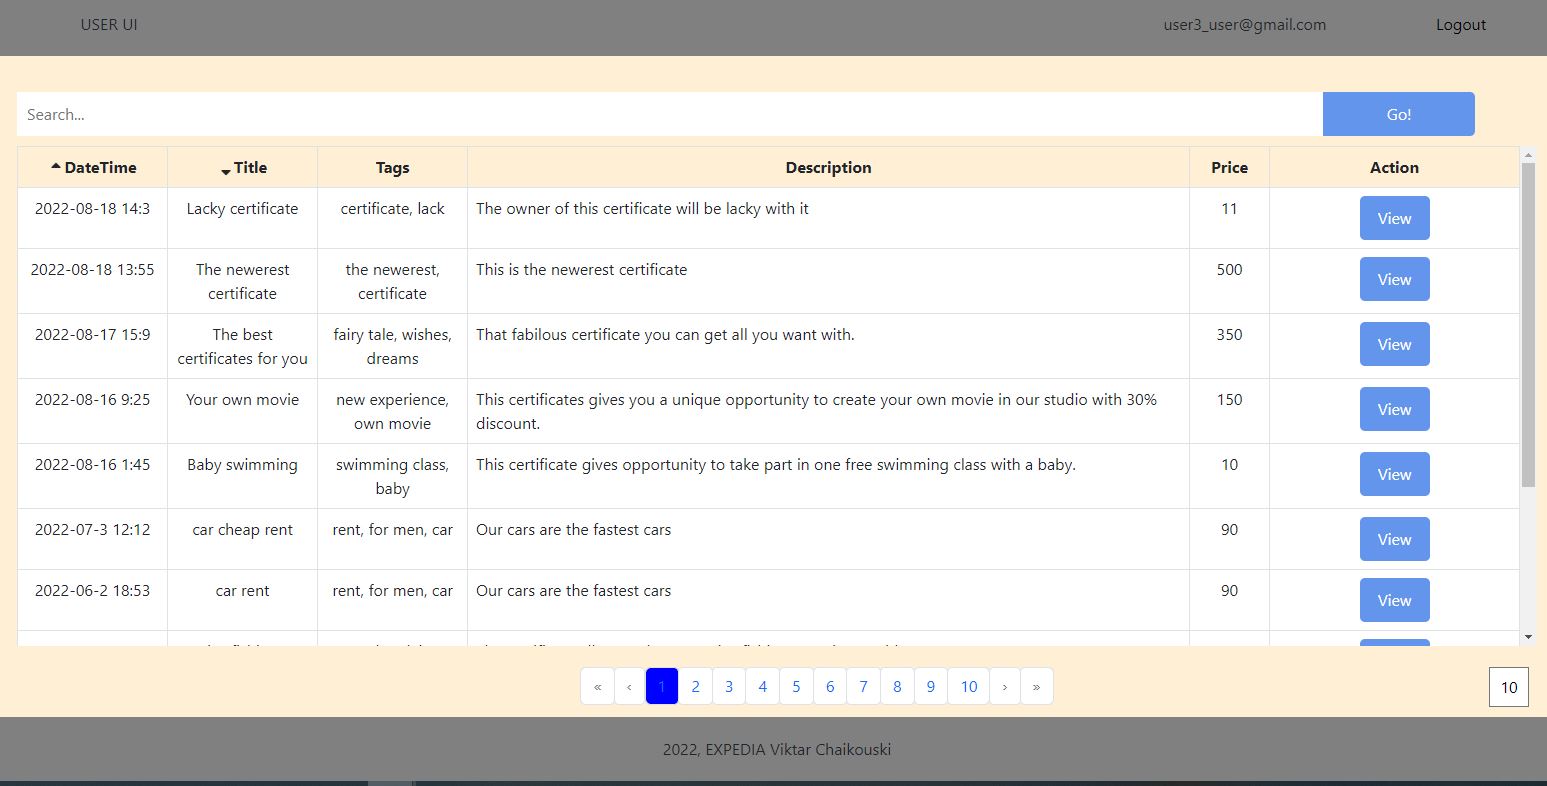 USER UI user3_user@gmail.com Logout
Search... Go!
DateTime Title Tags Description Price Action
2022-08-18 14:3 Lacky certificate certificate, lack The owner of this certificate will be lacky with it 11 View
2022-08-18 13:55 The newerest the newerest, This is the newerest certificate 500 View
certificate certificate
2022-08-17 15:9 The best fairy tale, wishes, That fabilous certificate you can get all you want with. 350 View
certificates for you dreams
2022-08-16 9:25 Your own movie new experience, This certificates gives you a unique opportunity to create your own movie in our studio with 30% 150 View
own movie discount.
2022-08-16 1:45 Baby swimming swimming class, This certificate gives opportunity to take part in one free swimming class with a baby. 10 View
baby
2022-07-3 12:12 car cheap rent rent, for men, car Our cars are the fastest cars 90 View
2022-06-2 18:53 car rent rent, for men, car Our cars are the fastest cars 90 View
« ‹ 1 2 3 4 5 6 7 8 9 10 › » 10
2022, EXPEDIA Viktar Chaikouski